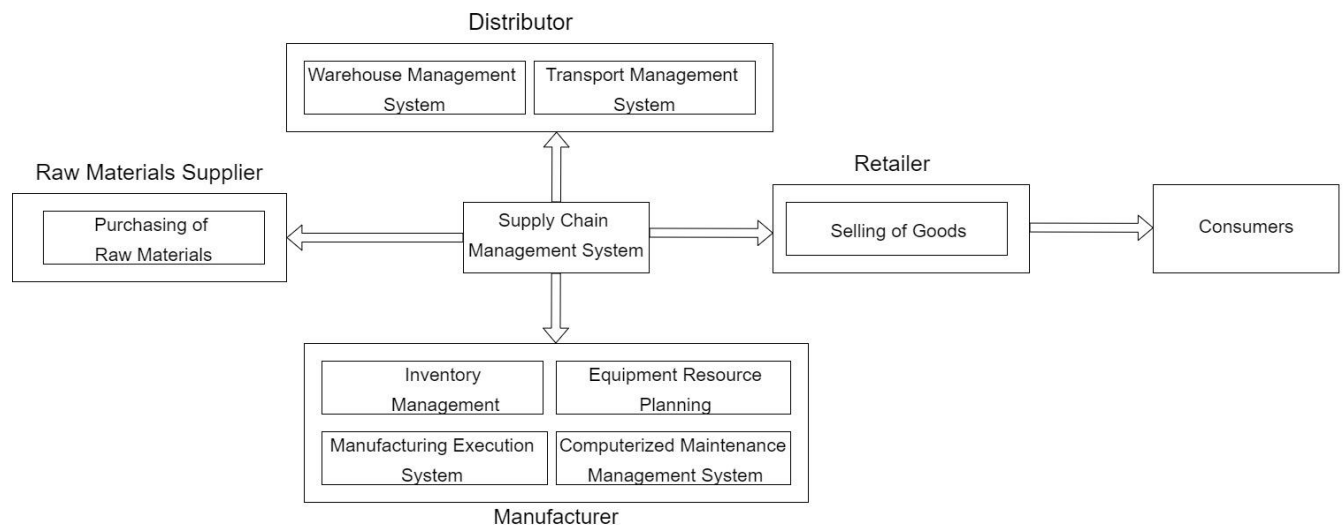 Distributor
Warehouse Management
System
Transport Management
System
Raw Materials Supplier
Purchasing of
Raw Materials
Supply Chain
Management System
Retailer
Selling of Goods
Consumers
Inventory
Management
Equipment Resource
Planning
Manufacturing Execution
System
Computerized Maintenance
Management System
Manufacturer